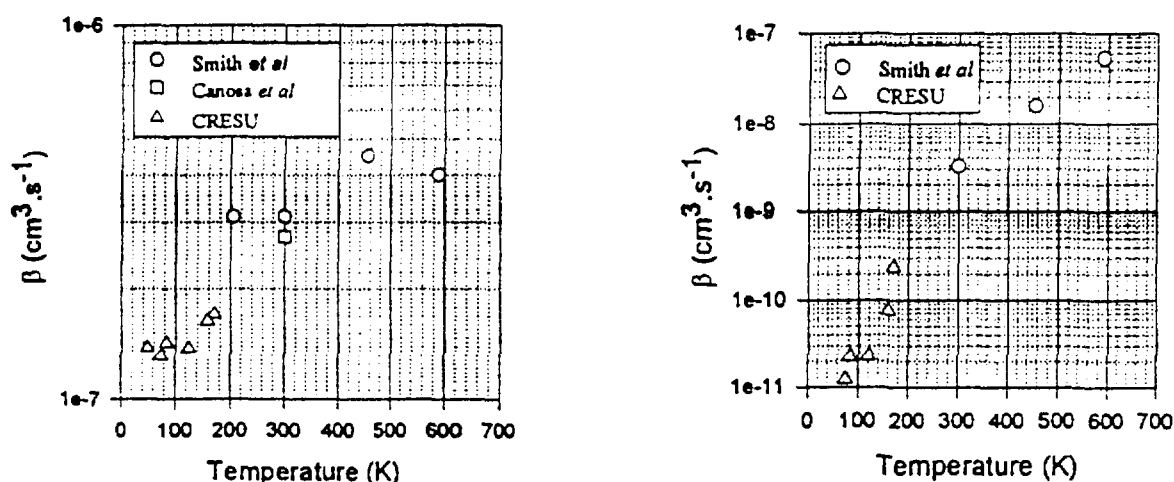 1e-6
Smith et al
Canosa et al
CRESU
β (cm³.s⁻¹)
1e-7
0 100 200 300 400 500 600 700
Temperature (K)
1e-7
Smith et al
CRESU
1e-8
β (cm³.s⁻¹)
1e-9
1e-10
1e-11
0 100 200 300 400 500 600 700
Temperature (K)